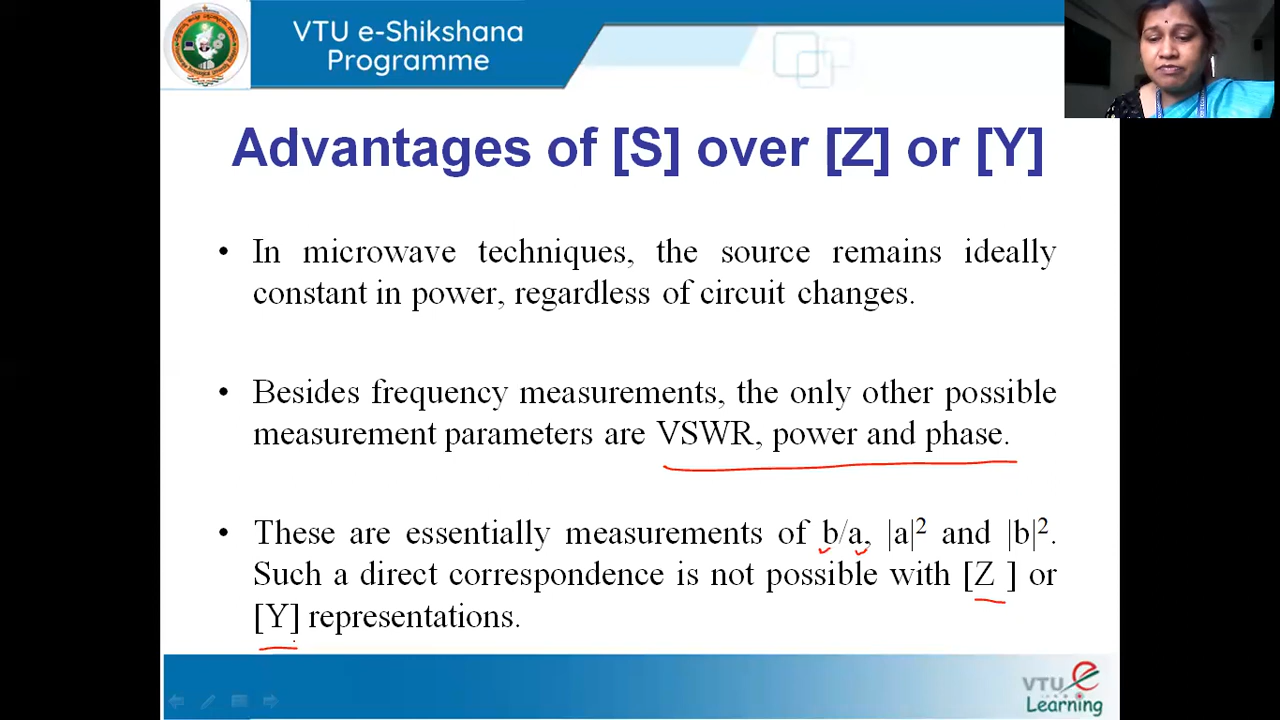 VTU e-Shikshana
Programme
Advantages of [S] over [Z] or [Y]
• In microwave techniques, the source remains ideally
constant in power, regardless of circuit changes.
• Besides frequency measurements, the only other possible
measurement parameters are VSWR, power and phase.
• These are essentially measurements of b/a, |a|² and |b|².
Such a direct correspondence is not possible with [Z ] or
[Y] representations.
VTU e
Learning